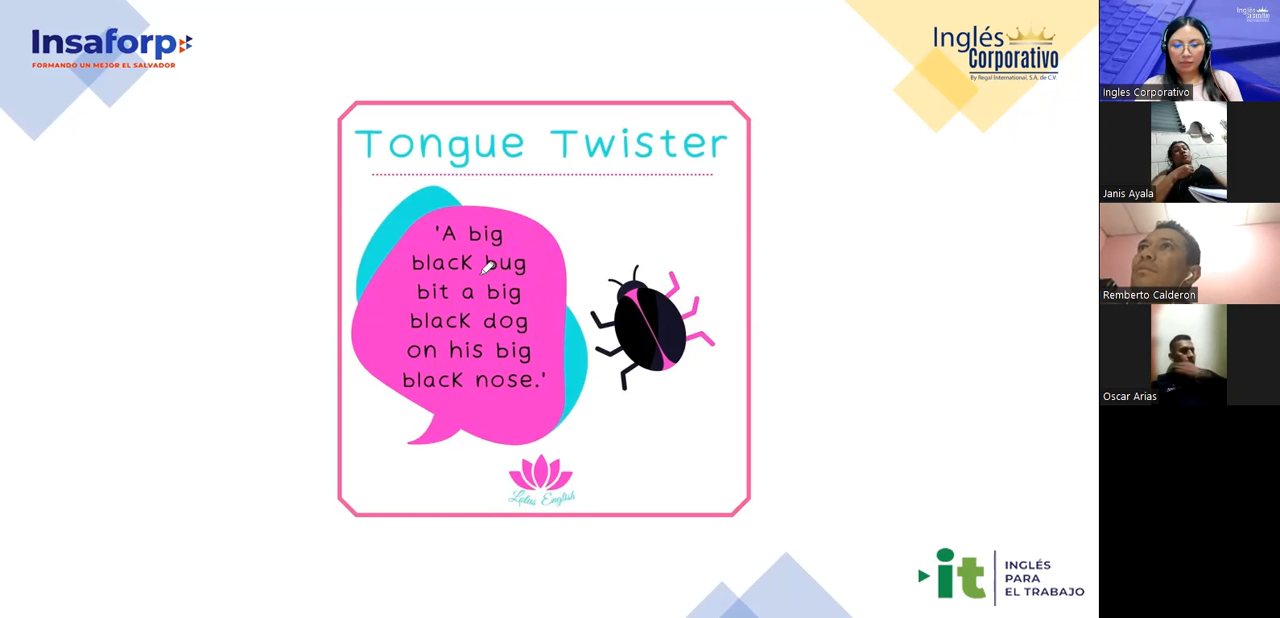 Insaforp
FORMANDO UN MEJOR EL SALVADOR
Inglés
Corporativo
By Regal International, S.A. de C.V.
Tongue Twister
'A big
black bug
bit a big
black dog
on his big
black nose.'
Lotus English
it
INGLÉS
PARA
EL TRABAJO
Ingles Corporativo
Janis Ayala
Remberto Calderon
Oscar Arias